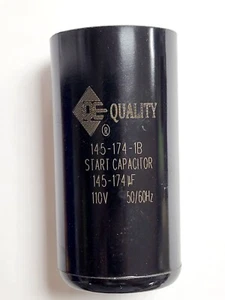 QUALITY
®
145-174-1B
START CAPACITOR
145-174µF
110V 50/60Hz